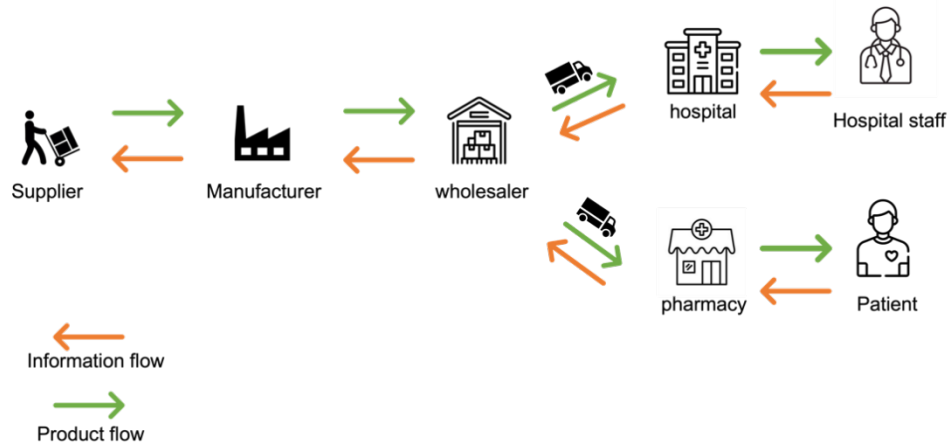 hospital
Hospital staff
Supplier
Manufacturer
wholesaler
pharmacy
Patient
Information flow
Product flow